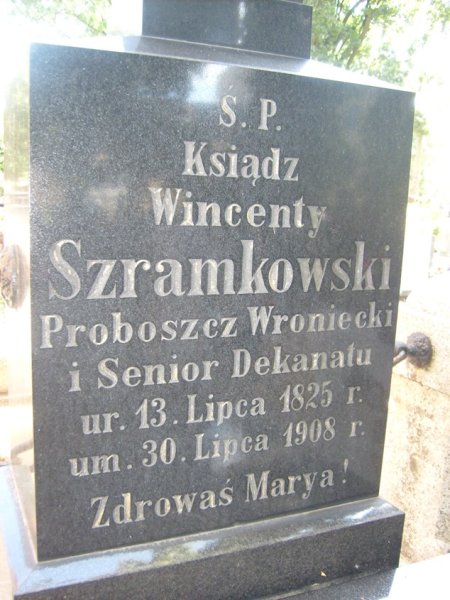 Ś. P.
Ksiądz
Wincenty
Szramkowski
Proboszcz Wroniecki
i Senior Dekanatu
ur. 13. Lipca 1825 r.
um. 30. Lipca 1908 r.
Zdrowaś Marya!